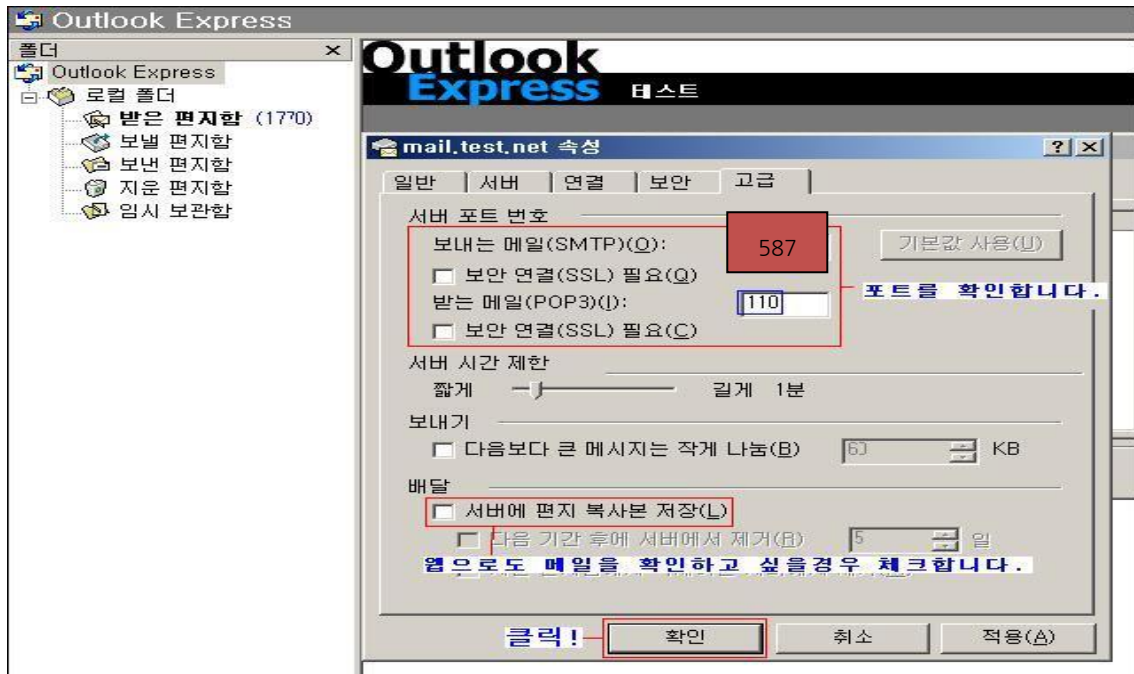 Outlook Express
폴더 ×
Outlook Express
로컬 폴더
받은 편지함 (1770)
보낼 편지함
보낸 편지함
지운 편지함
임시 보관함
Outlook
Express 테스트
mail.test.net 속성
일반 서버 연결 보안 고급
서버 포트 번호
보내는 메일(SMTP)(O): 587 기본값 사용(U)
보안 연결(SSL) 필요(Q)
포트를 확인합니다.
받는 메일(POP3)(I): 110
보안 연결(SSL) 필요(C)
서버 시간 제한
짧게 길게 1분
보내기
다음보다 큰 메시지는 작게 나눔(B) 60 KB
배달
서버에 편지 복사본 저장(L)
다음 기간 후에 서버에서 제거(R) 5 일
웹으로도 메일을 확인하고 싶을경우 체크합니다.
클릭! 확인 취소 적용(A)